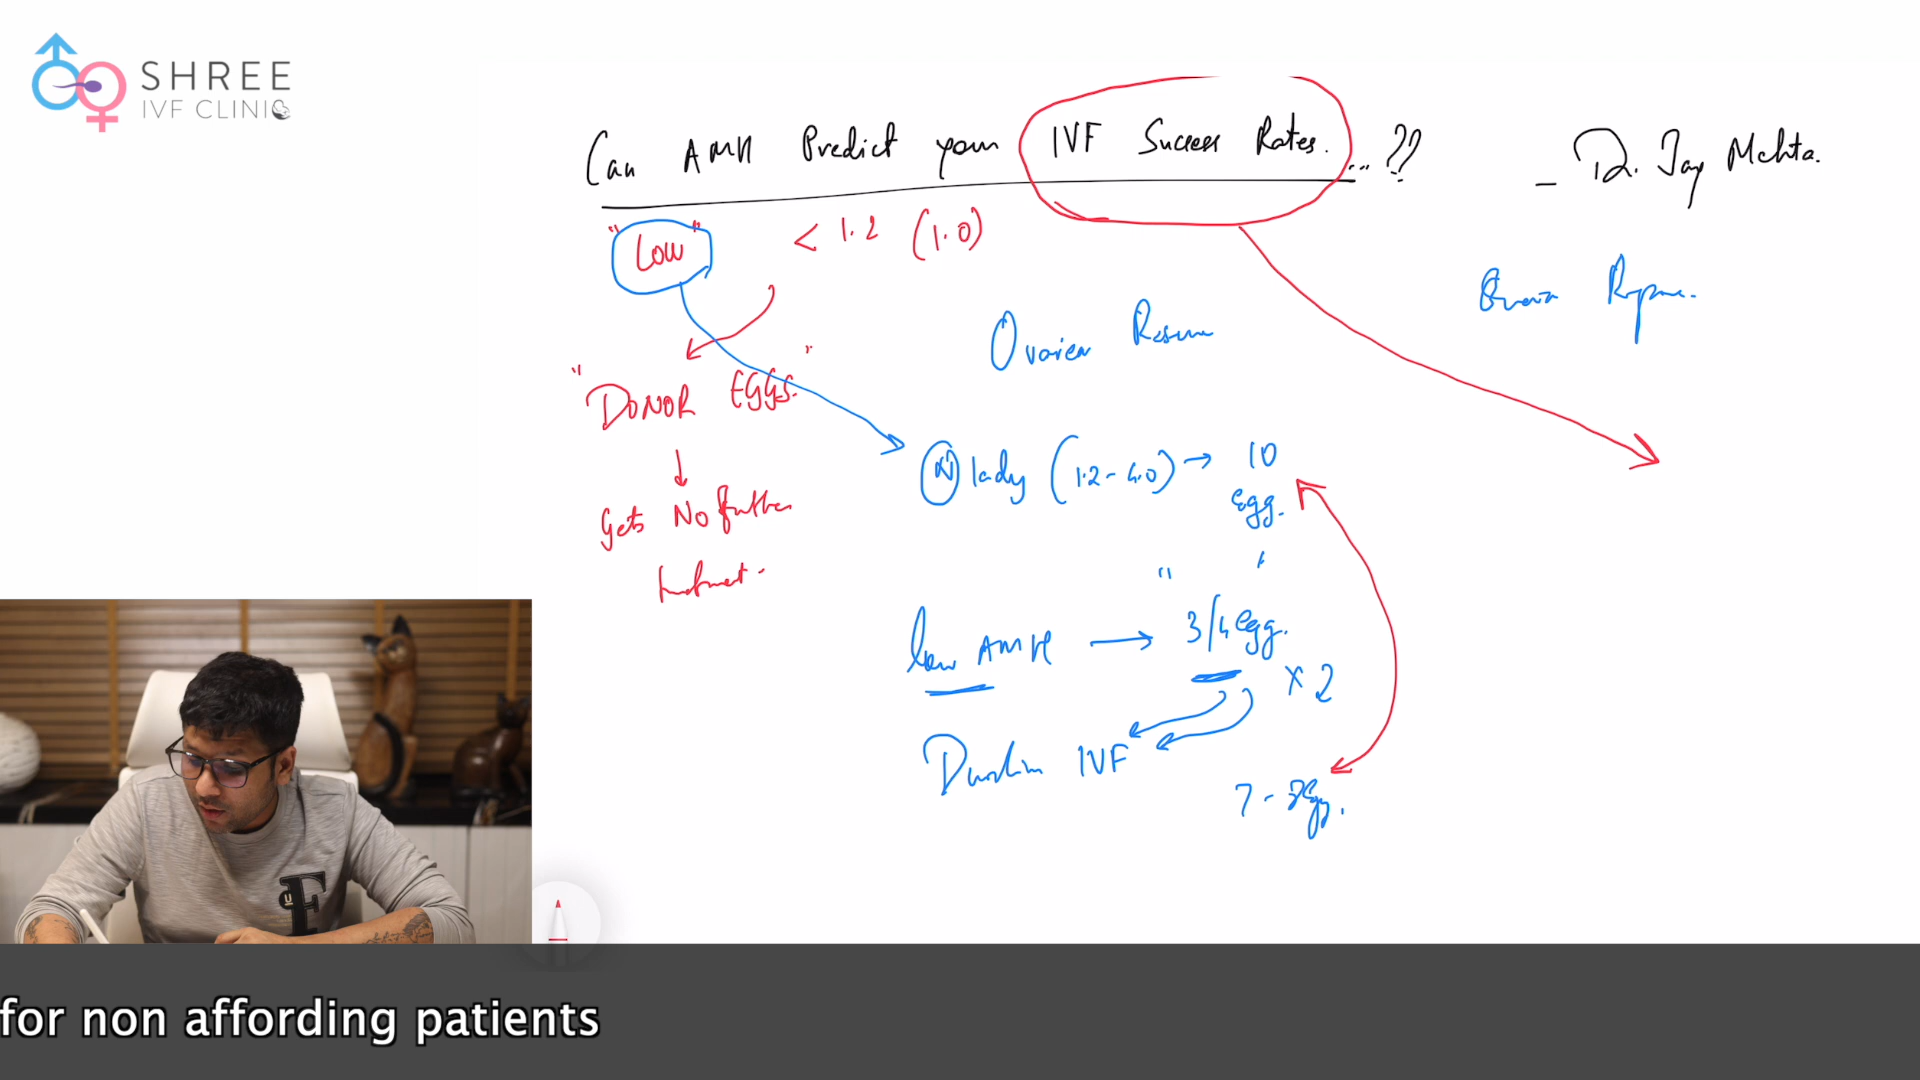 SHREE
IVF CLINIC
Can AMH Predict your IVF Success Rates. ...??
_ Dr. Jay Mehta.
"Low" < 1.2 (1.0)
Ovarian
"DONOR EGGS."
Gets No further
treatment.
(N) lady (1.2-4.0) → 10
egg.
low AMH → 3/4 egg.
x 2
IVF
7-8 Egg.
for non affording patients